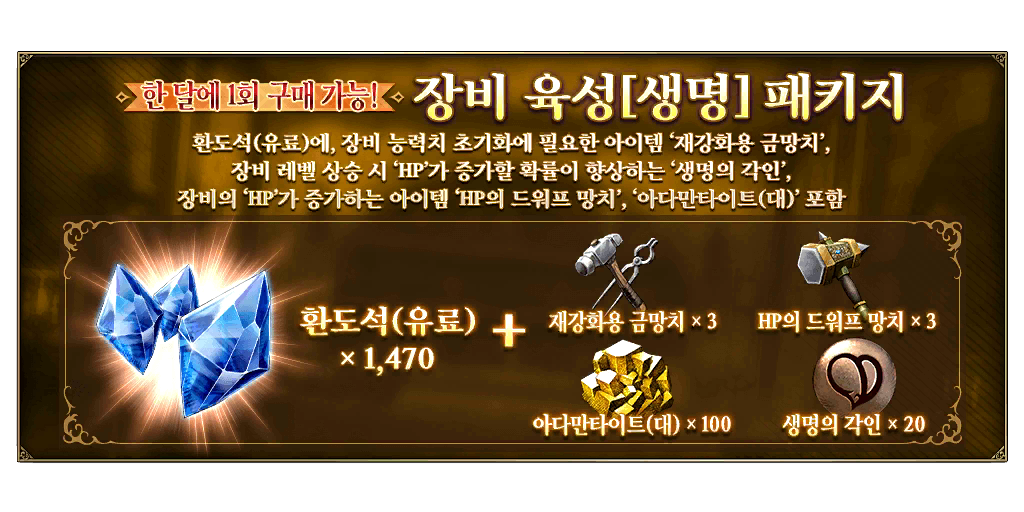 한 달에 1회 구매 가능! 장비 육성[생명] 패키지
환도석(유료)에, 장비 능력치 초기화에 필요한 아이템 ‘재강화용 금망치’,
장비 레벨 상승 시 ‘HP’가 증가할 확률이 향상하는 ‘생명의 각인’,
장비의 ‘HP’가 증가하는 아이템 ‘HP의 드워프 망치’, ‘아다만타이트(대)’ 포함
환도석(유료)
× 1,470
+
재강화용 금망치 × 3
HP의 드워프 망치 × 3
아다만타이트(대) × 100
생명의 각인 × 20